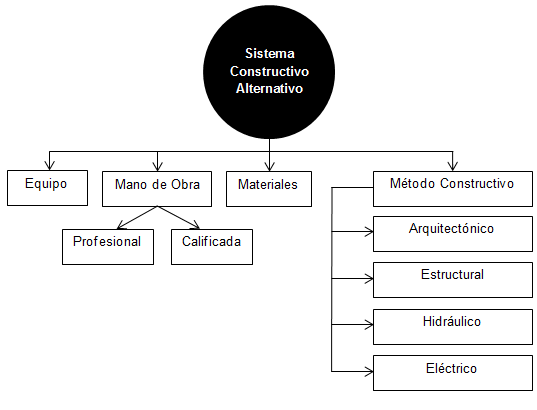 Sistema
Constructivo
Alternativo
Equipo
Mano de Obra
Materiales
Método Constructivo
Profesional
Calificada
Arquitectónico
Estructural
Hidráulico
Eléctrico